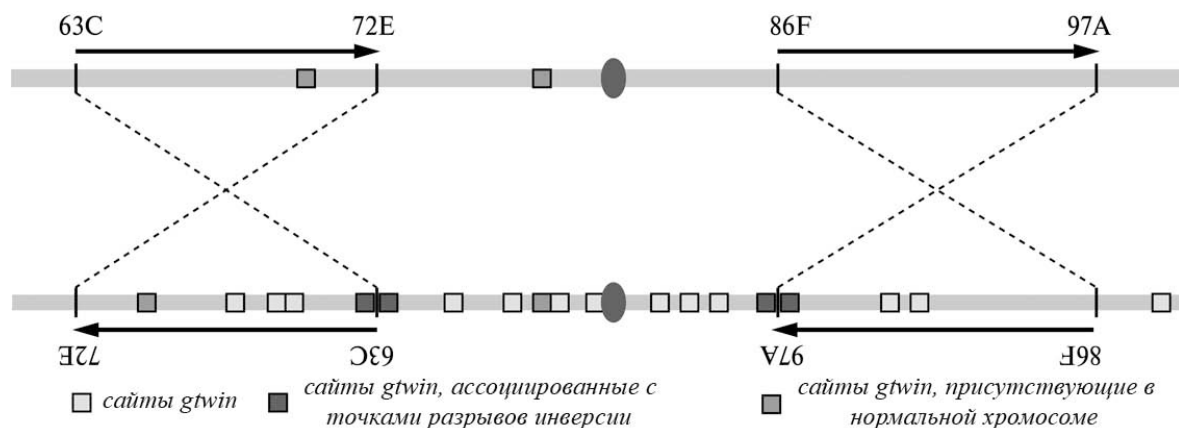 63C 72E 86F 97A
72E 63C 97A 86F
сайты gtwin
сайты gtwin, ассоциированные с
точками разрывов инверсии
сайты gtwin, присутствующие в
нормальной хромосоме